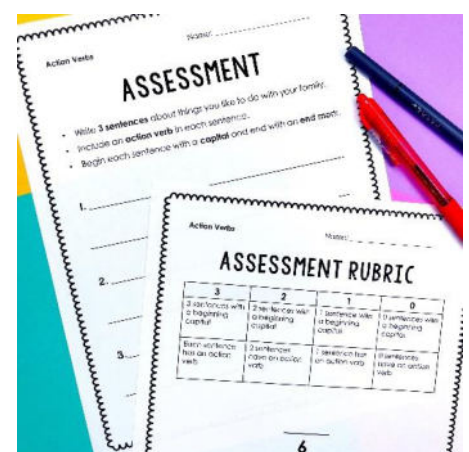 Action Verbs
Name:
ASSESSMENT
• Write 3 sentences about things you like to do with your family.
• Include an action verb in each sentence.
• Begin each sentence with a capital and end with an end mark.
1.
2.
3.
Action Verbs
Name:
ASSESSMENT RUBRIC
3 2 1 0
3 sentences with 2 sentences with 1 sentence with 0 sentences with
a beginning a beginning a beginning a beginning
capital capital capital capital
Each sentence 2 sentences 1 sentence has 0 sentences
has an action have an action an action verb have an action
verb verb verb
6